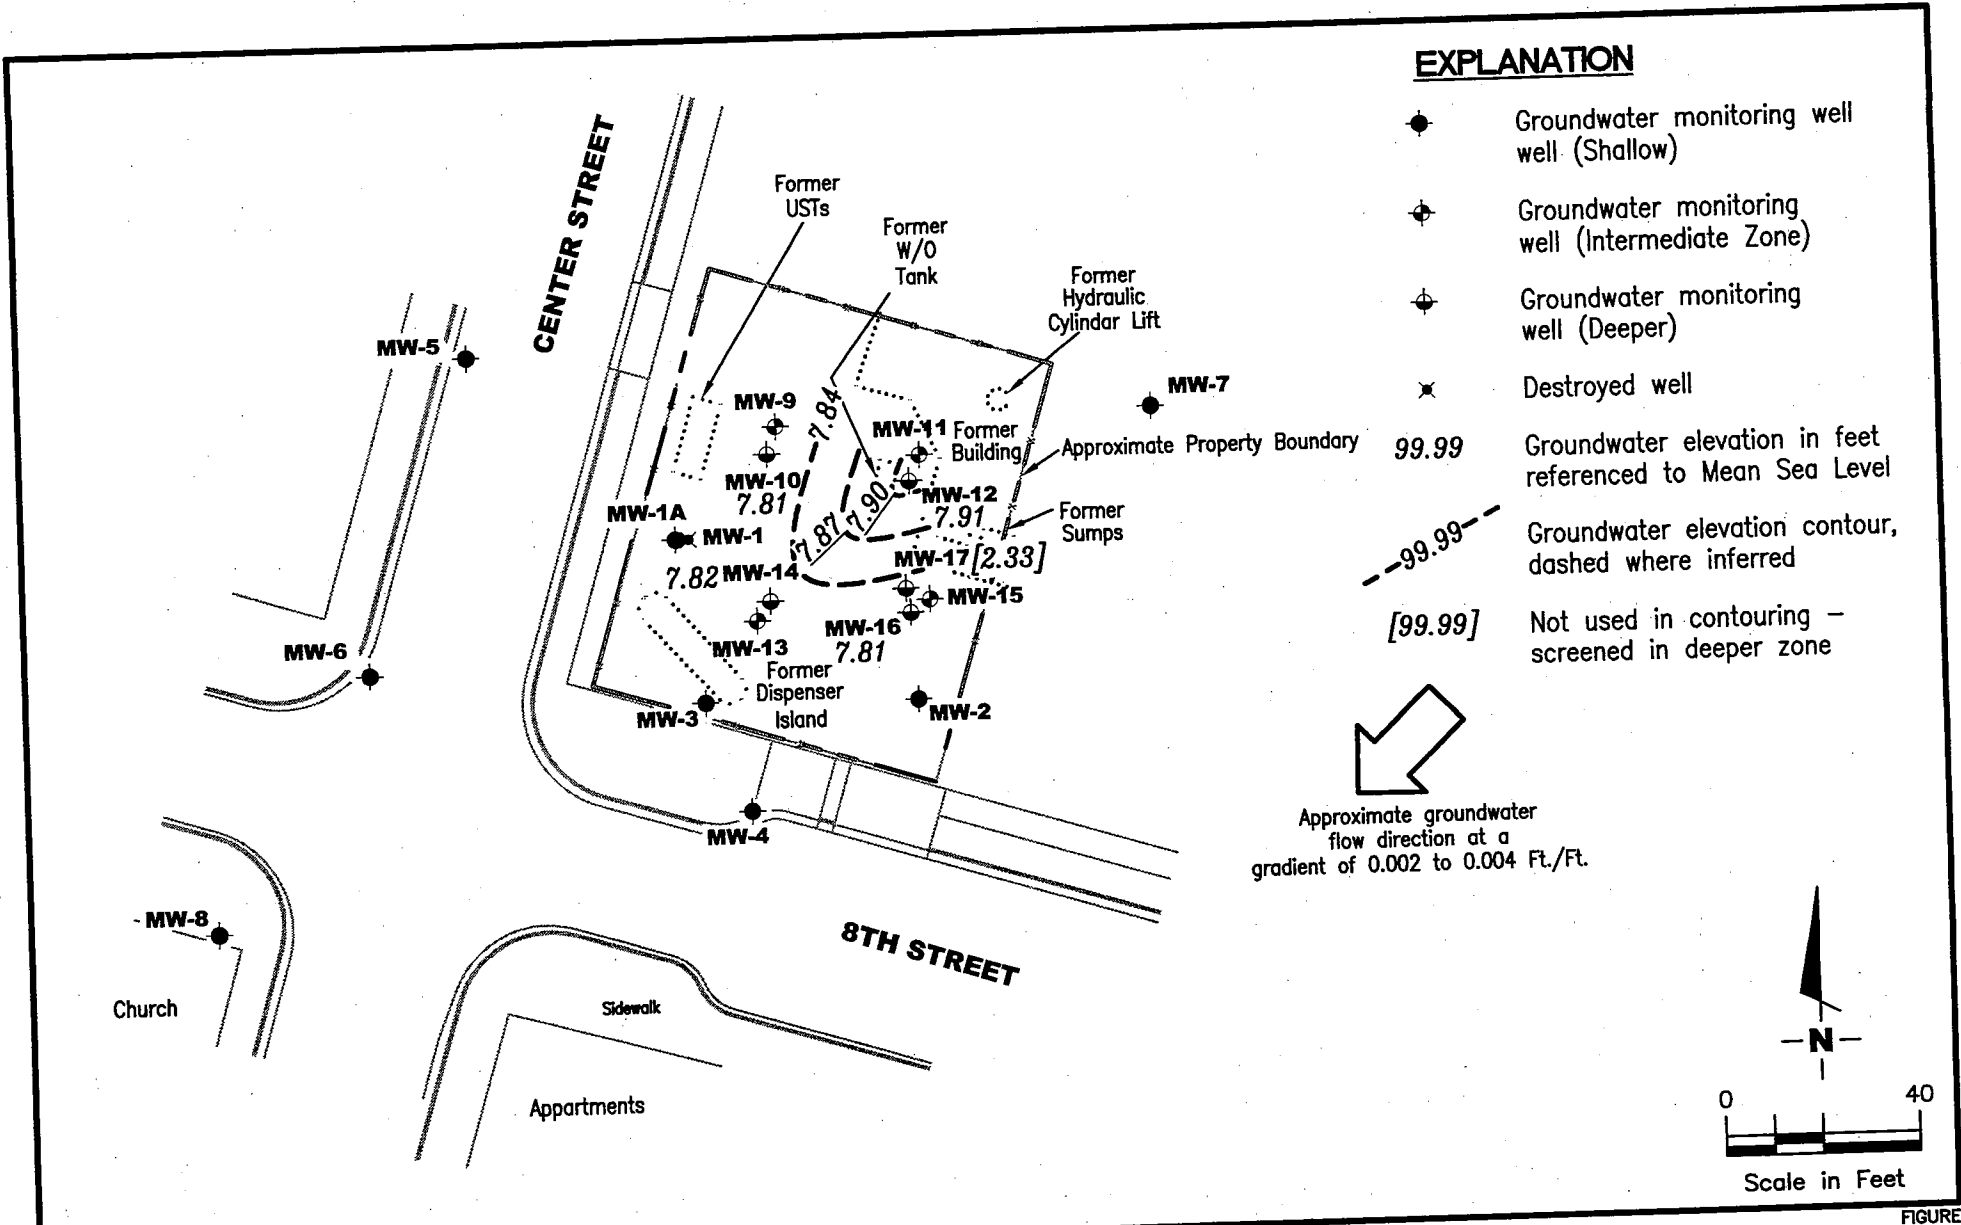 EXPLANATION
Groundwater monitoring well
well (Shallow)
Groundwater monitoring
well (Intermediate Zone)
Groundwater monitoring
well (Deeper)
Destroyed well
99.99
Groundwater elevation in feet
referenced to Mean Sea Level
99.99
Groundwater elevation contour,
dashed where inferred
[99.99]
Not used in contouring –
screened in deeper zone
Approximate groundwater
flow direction at a
gradient of 0.002 to 0.004 Ft./Ft.
N
0
40
Scale in Feet
FIGURE
CENTER STREET
Former
USTs
Former
W/O
Tank
Former
Hydraulic
Cylindar Lift
MW-5
MW-7
MW-9
7.84
MW-11
Former
Building
Approximate Property Boundary
MW-10
7.81
7.90
MW-12
7.91
MW-1A
MW-1
7.87
Former
Sumps
MW-17
[2.33]
7.82
MW-14
MW-15
MW-16
7.81
MW-6
MW-13
Former
Dispenser
Island
MW-3
MW-2
MW-4
MW-8
8TH STREET
Church
Sidewalk
Appartments